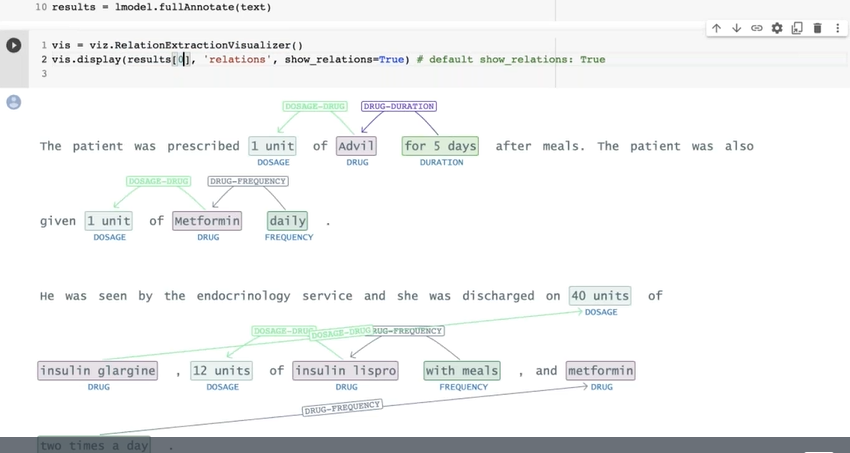 10 results = lmodel.fullAnnotate(text)
1 vis = viz.RelationExtractionVisualizer()
2 vis.display(results[0], 'relations', show_relations=True) # default show_relations: True
3
DOSAGE-DRUG DRUG-DURATION
The patient was prescribed 1 unit of Advil for 5 days after meals. The patient was also
DOSAGE DRUG DURATION
DOSAGE-DRUG DRUG-FREQUENCY
given 1 unit of Metformin daily .
DOSAGE DRUG FREQUENCY
He was seen by the endocrinology service and she was discharged on 40 units of
DOSAGE
DOSAGE-DRUG DOSAGE-DRUG DRUG-FREQUENCY
insulin glargine , 12 units of insulin lispro with meals , and metformin
DRUG DOSAGE DRUG FREQUENCY DRUG
DRUG-FREQUENCY
two times a day .